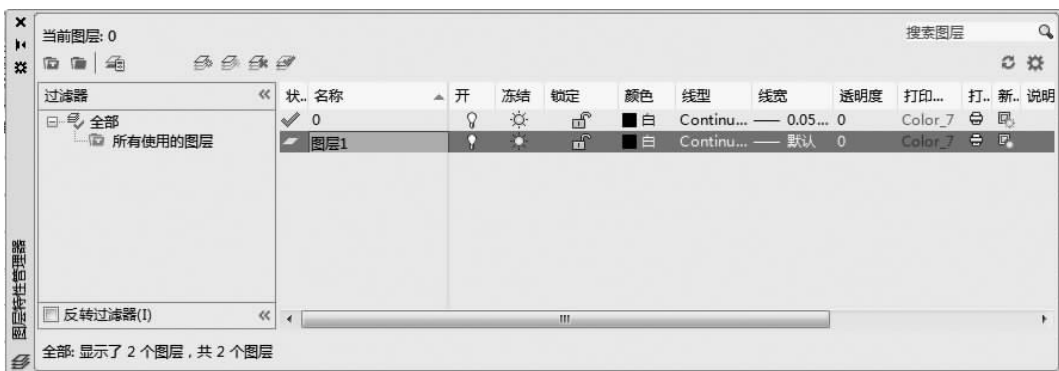 当前图层: 0
搜索图层
过滤器
状.. 名称 开 冻结 锁定 颜色 线型 线宽 透明度 打印... 打.. 新.. 说明
全部
0 白 Continu... 0.05... 0 Color_7
所有使用的图层
图层1 白 Continu... 默认 0 Color_7
反转过滤器(I)
全部: 显示了 2 个图层 , 共 2 个图层
图层特性管理器